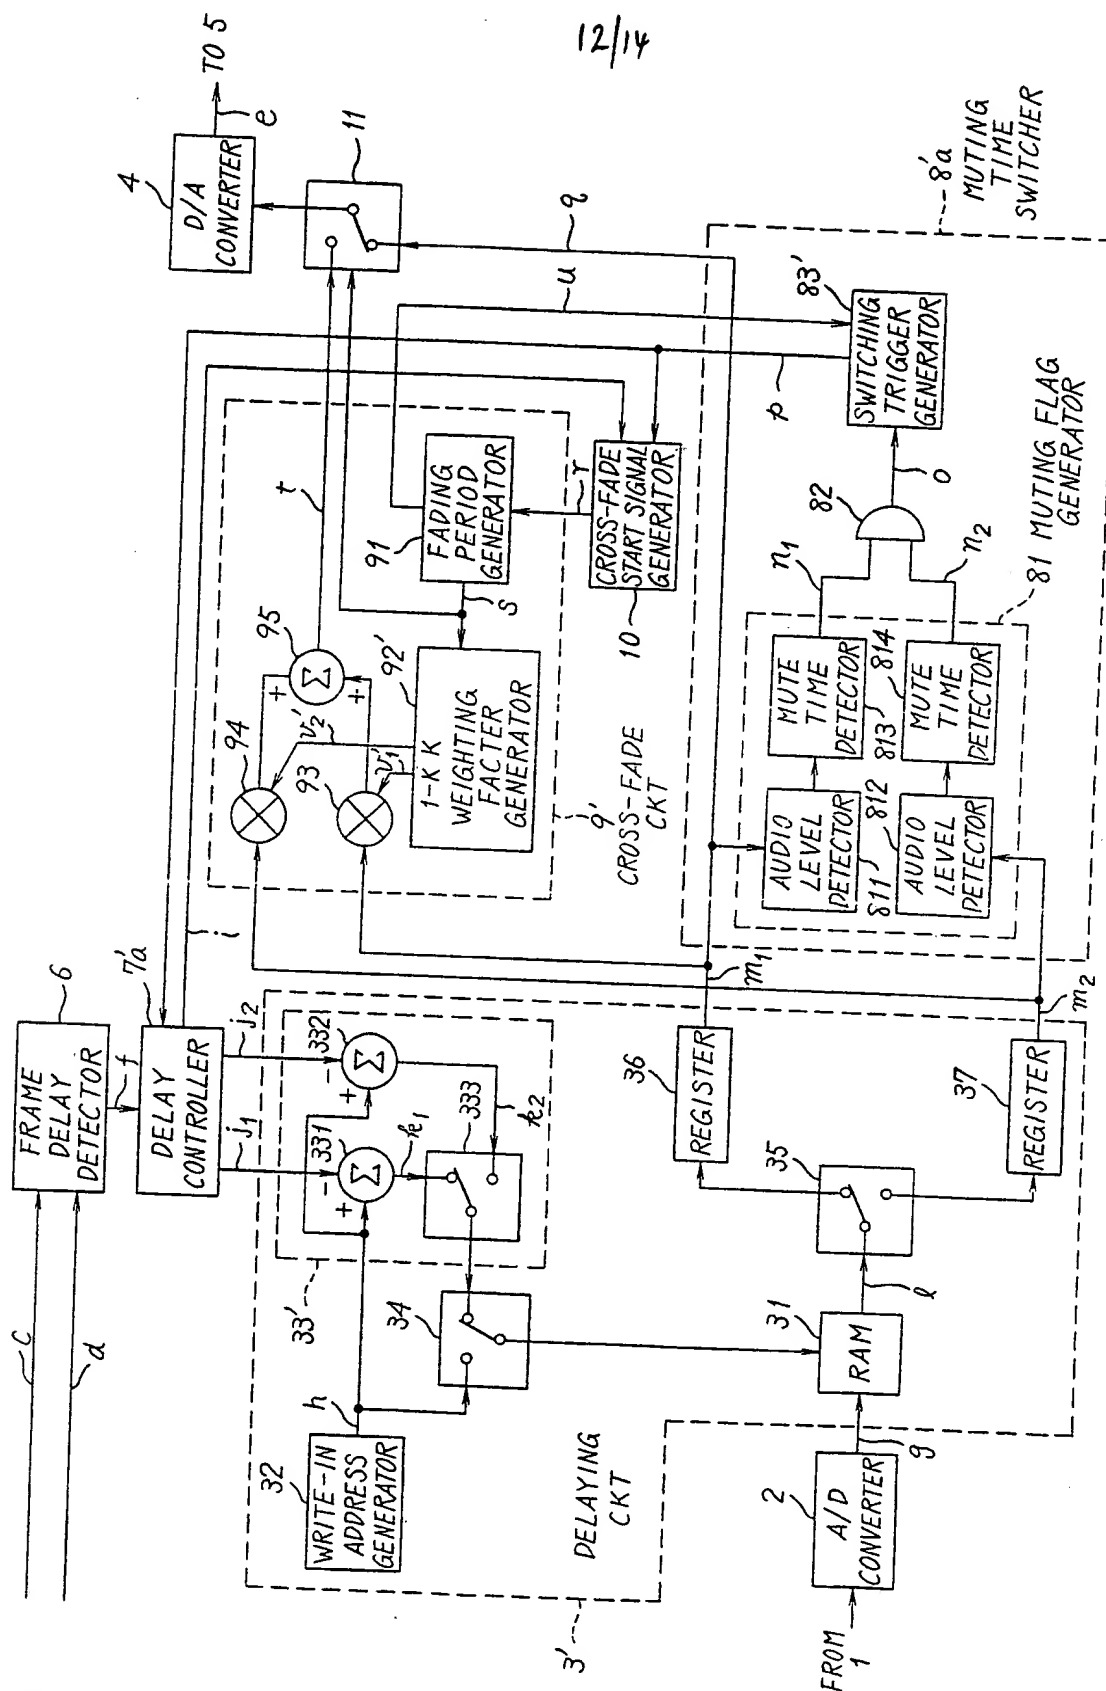 12/14
C
d
6
FRAME
DELAY
DETECTOR
f
7'a
DELAY
CONTROLLER
i
j1
j2
32
WRITE-IN
ADDRESS
GENERATOR
h
33'
331
332
333
Σ
Σ
+
-
+
-
k1
k2
34
3'
DELAYING
CKT
FROM
1
2
A/D
CONVERTER
g
31
RAM
l
35
36
REGISTER
37
REGISTER
m1
m2
94
93
95
Σ
+
+
v'2
v'1
92'
1-K K
WEIGHTING
FACTER
GENERATOR
s
91
FADING
PERIOD
GENERATOR
t
9'
CROSS-FADE
CKT
r
10
CROSS-FADE
START SIGNAL
GENERATOR
u
q
p
11
4
D/A
CONVERTER
e
TO 5
811
AUDIO
LEVEL
DETECTOR
812
AUDIO
LEVEL
DETECTOR
813
MUTE
TIME
DETECTOR
814
MUTE
TIME
DETECTOR
81 MUTING FLAG
GENERATOR
n1
n2
82
o
83'
SWITCHING
TRIGGER
GENERATOR
8'a
MUTING
TIME
SWITCHER